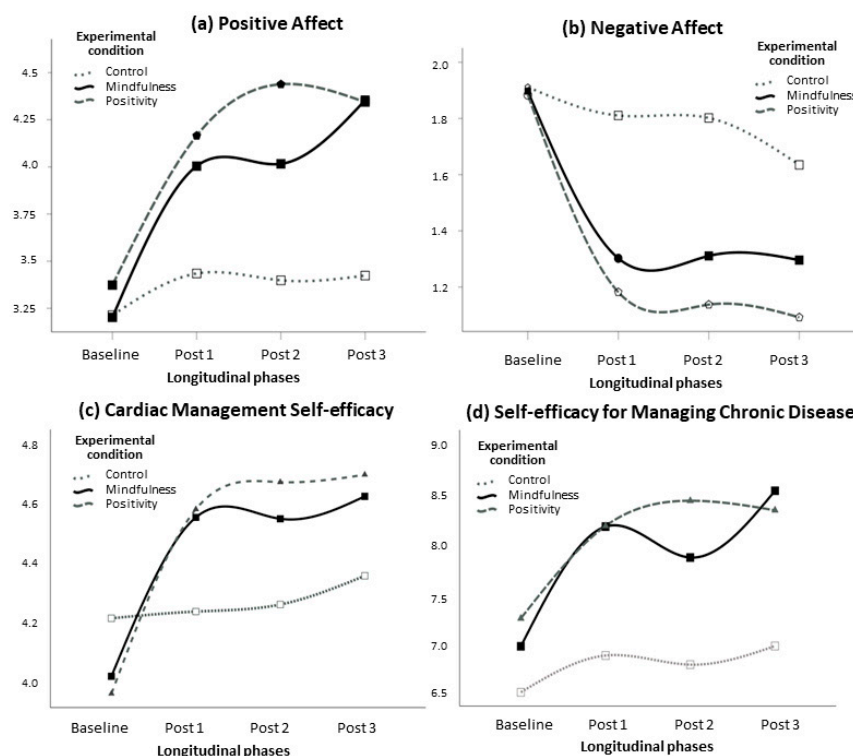 (a) Positive Affect
Experimental
condition
Control
Mindfulness
Positivity
4.5
4.25
4.0
3.75
3.5
3.25
Baseline Post 1 Post 2 Post 3
Longitudinal phases
(b) Negative Affect
Experimental
condition
Control
Mindfulness
Positivity
2.0
1.8
1.6
1.4
1.2
Baseline Post 1 Post 2 Post 3
Longitudinal phases
(c) Cardiac Management Self-efficacy
Experimental
condition
Control
Mindfulness
Positivity
4.8
4.6
4.4
4.2
4.0
Baseline Post 1 Post 2 Post 3
Longitudinal phases
(d) Self-efficacy for Managing Chronic Disease
Experimental
condition
Control
Mindfulness
Positivity
9.0
8.5
8.0
7.5
7.0
6.5
Baseline Post 1 Post 2 Post 3
Longitudinal phases